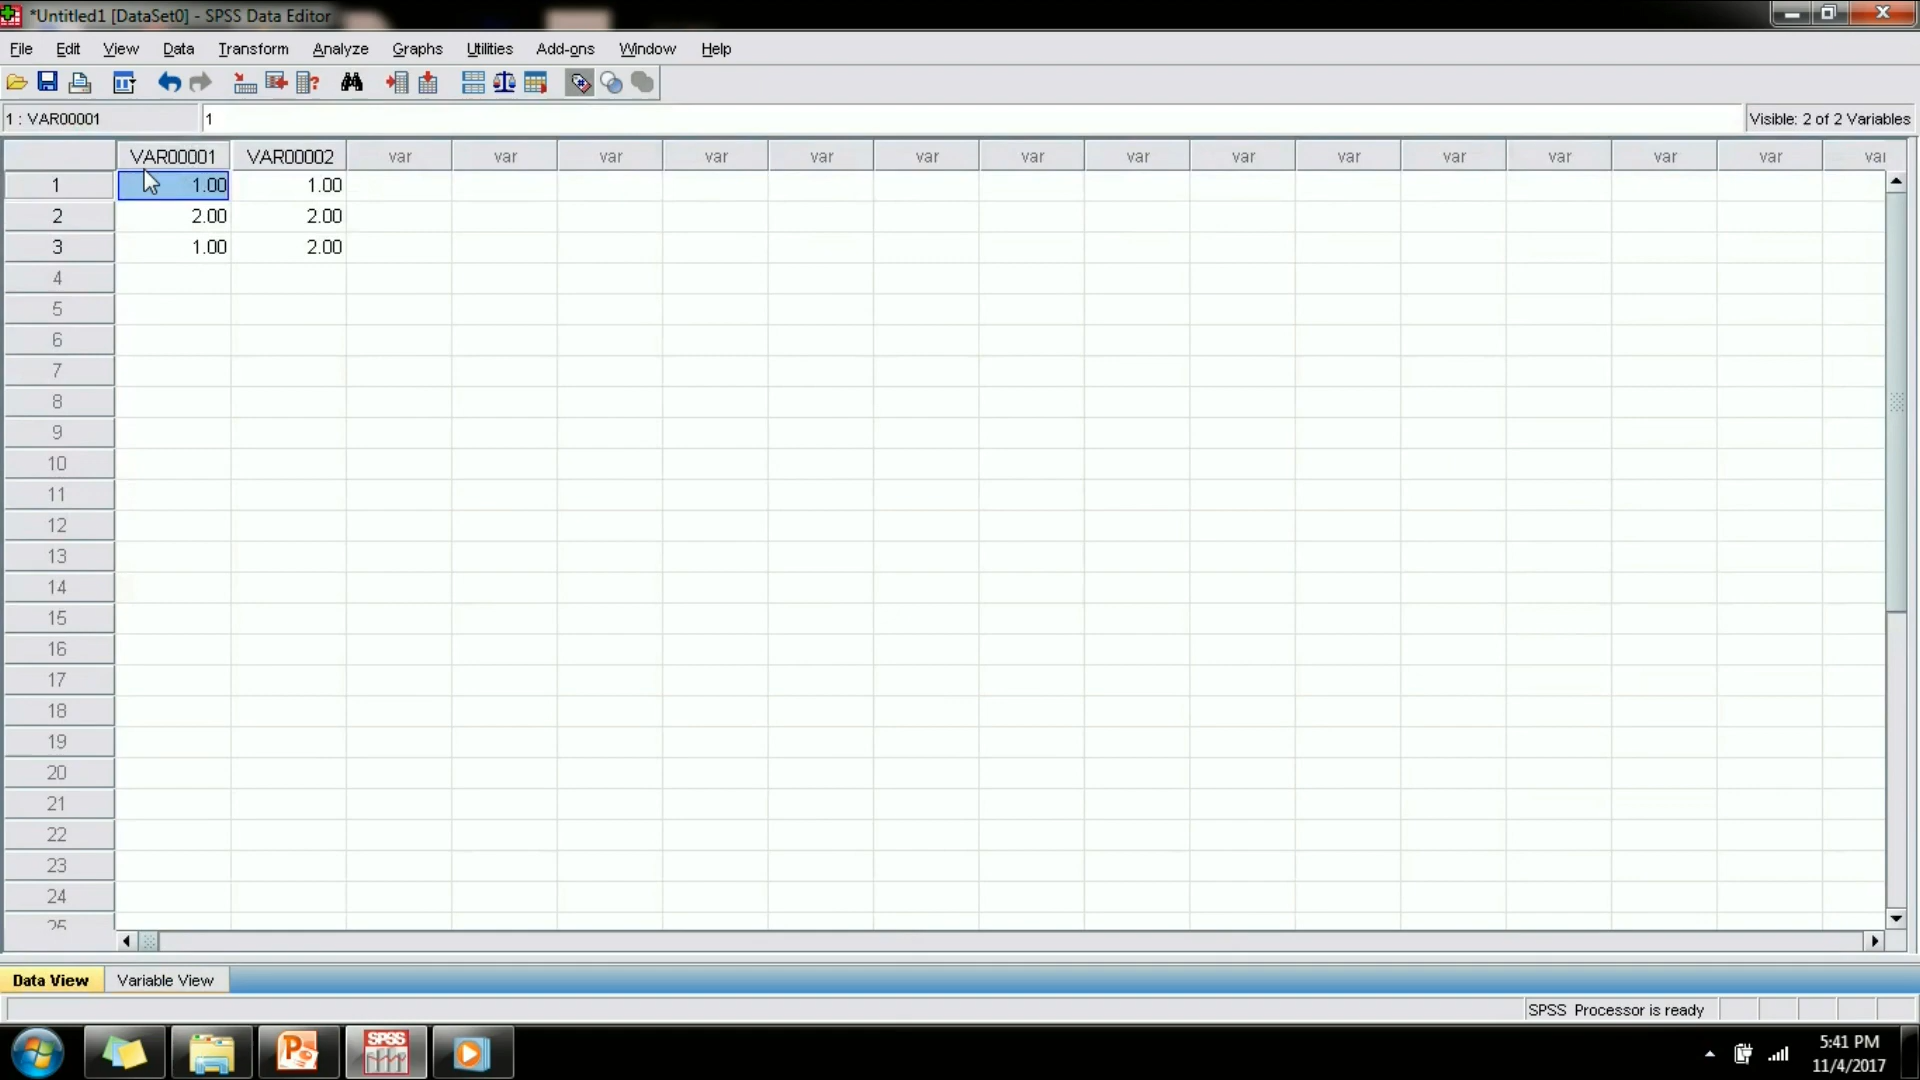 *Untitled1 [DataSet0] - SPSS Data Editor
File Edit View Data Transform Analyze Graphs Utilities Add-ons Window Help
1 : VAR00001 1 Visible: 2 of 2 Variables
VAR00001 VAR00002 var var var var var var var var var var var var var var
1 1.00 1.00
2 2.00 2.00
3 1.00 2.00
4
5
6
7
8
9
10
11
12
13
14
15
16
17
18
19
20
21
22
23
24
25
Data View Variable View
SPSS Processor is ready
SPSS
5:41 PM
11/4/2017